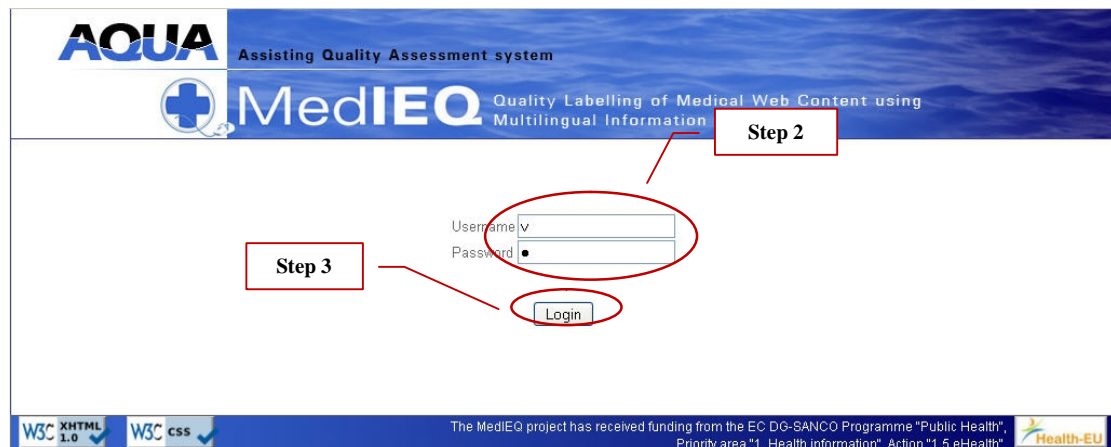 AQUA Assisting Quality Assessment system
MedIEQ Quality Labelling of Medical Web Content using
Multilingual Information
Step 2
Username v
Password ●
Step 3
Login
W3C XHTML 1.0 W3C css
The MedIEQ project has received funding from the EC DG-SANCO Programme "Public Health",
Priority area "1. Health information", Action "1.5 eHealth"
Health-EU